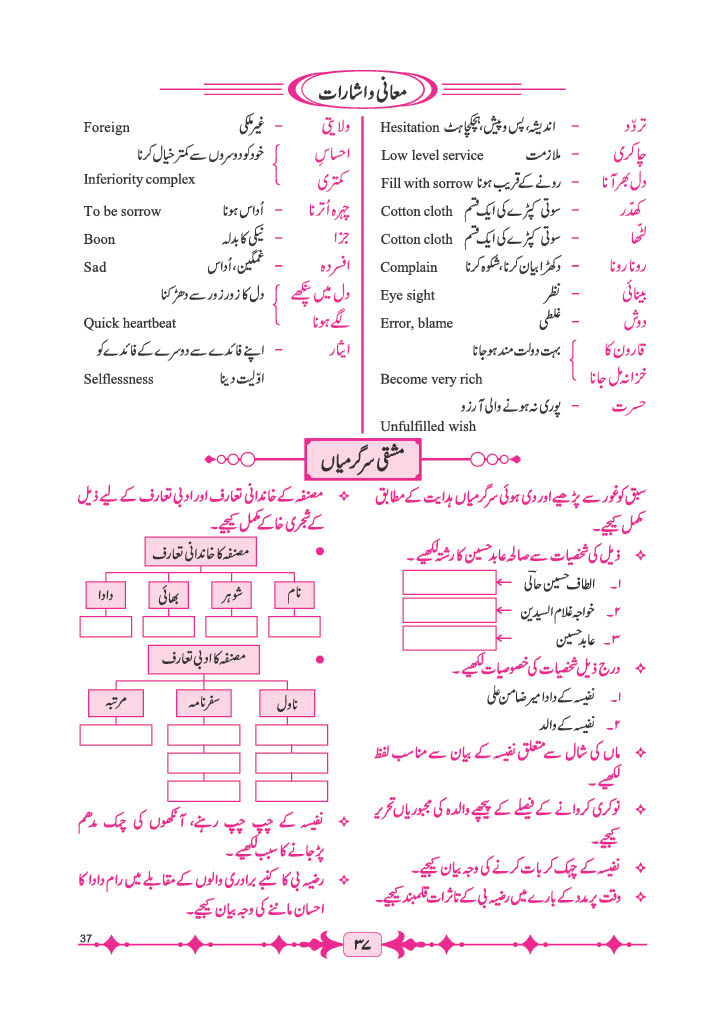 معانی و اشارات
تردّد – اندیشہ، پس و پیش، ہچکچاہٹ Hesitation
چاکری – ملازمت Low level service
دل بھر آنا – رونے کے قریب ہونا Fill with sorrow
کھدّر – سوتی کپڑے کی ایک قسم Cotton cloth
لٹھا – سوتی کپڑے کی ایک قسم Cotton cloth
رونا رونا – دکھڑا بیان کرنا، شکوہ کرنا Complain
بینائی – نظر Eye sight
دوش – غلطی Error, blame
قارون کا { بہت دولت مند ہو جانا
خزانہ مل جانا Become very rich
حسرت – پوری نہ ہونے والی آرزو
Unfulfilled wish
ولایتی – غیر ملکی Foreign
احساسِ { خود کو دوسروں سے کمتر خیال کرنا
کمتری Inferiority complex
چہرہ اُترنا – اُداس ہونا To be sorrow
جزا – نیکی کا بدلہ Boon
افسردہ – غمگین، اُداس Sad
دل میں پنکھے { دل کا زور زور سے دھڑکنا
لگے ہونا Quick heartbeat
ایثار – اپنے فائدے سے دوسرے کے فائدے کو
اوّلیت دینا Selflessness
مشقی سرگرمیاں
سبق کو غور سے پڑھیے اور دی ہوئی سرگرمیاں ہدایت کے مطابق
مکمل کیجیے۔
ذیل کی شخصیات سے صالحہ عابد حسین کا رشتہ لکھیے۔
۱۔ الطاف حسین حالی
۲۔ خواجہ غلام السیدین
۳۔ عابد حسین
درج ذیل شخصیات کی خصوصیات لکھیے۔
۱۔ نفیسہ کے دادا میر ضامن علی
۲۔ نفیسہ کے والد
ماں کی شال سے متعلق نفیسہ کے بیان سے مناسب لفظ
لکھیے۔
نوکری کروانے کے فیصلے کے پیچھے والدہ کی مجبوریاں تحریر
کیجیے۔
نفیسہ کے چہک کر بات کرنے کی وجہ بیان کیجیے۔
وقت پر مدد کے بارے میں رضیہ بی کے تاثرات قلمبند کیجیے۔
مصنفہ کے خاندانی تعارف اور ادبی تعارف کے لیے ذیل
کے شجری خاکے مکمل کیجیے۔
مصنفہ کا خاندانی تعارف
نام شوہر بھائی دادا
مصنفہ کا ادبی تعارف
ناول سفرنامہ مرتبہ
نفیسہ کے چپ چپ رہنے، آنکھوں کی چمک مدھم
پڑ جانے کا سبب لکھیے۔
رضیہ بی کا کنبے برادری والوں کے مقابلے میں رام دادا کا
احسان ماننے کی وجہ بیان کیجیے۔
۳۷
37